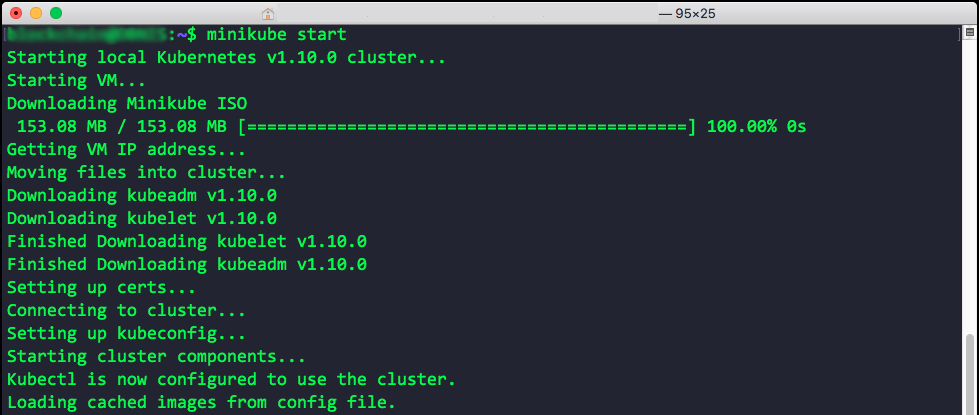 — 95×25
:~$ minikube start
Starting local Kubernetes v1.10.0 cluster...
Starting VM...
Downloading Minikube ISO
153.08 MB / 153.08 MB [============================================] 100.00% 0s
Getting VM IP address...
Moving files into cluster...
Downloading kubeadm v1.10.0
Downloading kubelet v1.10.0
Finished Downloading kubelet v1.10.0
Finished Downloading kubeadm v1.10.0
Setting up certs...
Connecting to cluster...
Setting up kubeconfig...
Starting cluster components...
Kubectl is now configured to use the cluster.
Loading cached images from config file.